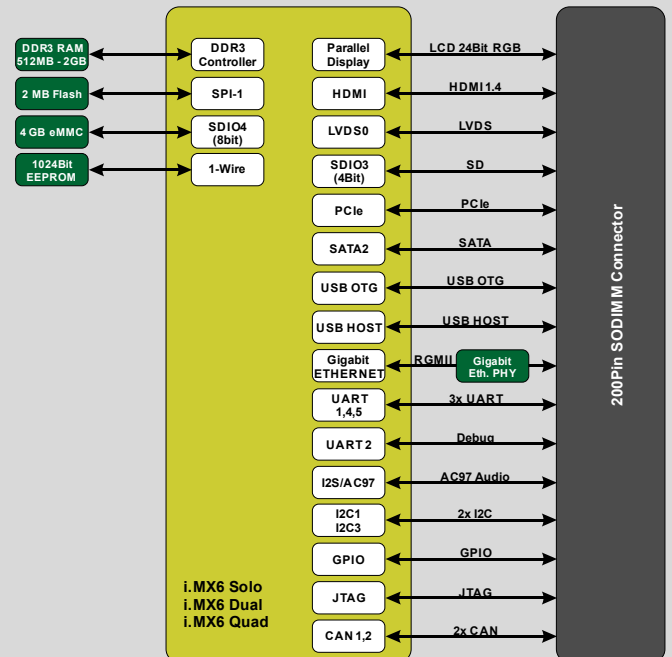 DDR3 RAM
512MB - 2GB
DDR3
Controller
2 MB Flash
SPI-1
4 GB eMMC
SDIO4
(8bit)
1024Bit
EEPROM
1-Wire
Parallel
Display
LCD 24Bit RGB
HDMI
HDMI1.4
LVDS0
LVDS
SDIO3
(4Bit)
SD
PCIe
PCIe
SATA2
SATA
USB OTG
USB OTG
USB HOST
USB HOST
Gigabit
ETHERNET
RGMII
Gigabit
Eth. PHY
UART
1,4,5
3x UART
UART 2
Debug
I2S/AC97
AC97 Audio
I2C1
I2C3
2x I2C
GPIO
GPIO
JTAG
JTAG
CAN 1,2
2x CAN
i.MX6 Solo
i.MX6 Dual
i.MX6 Quad
200Pin SODIMM Connector